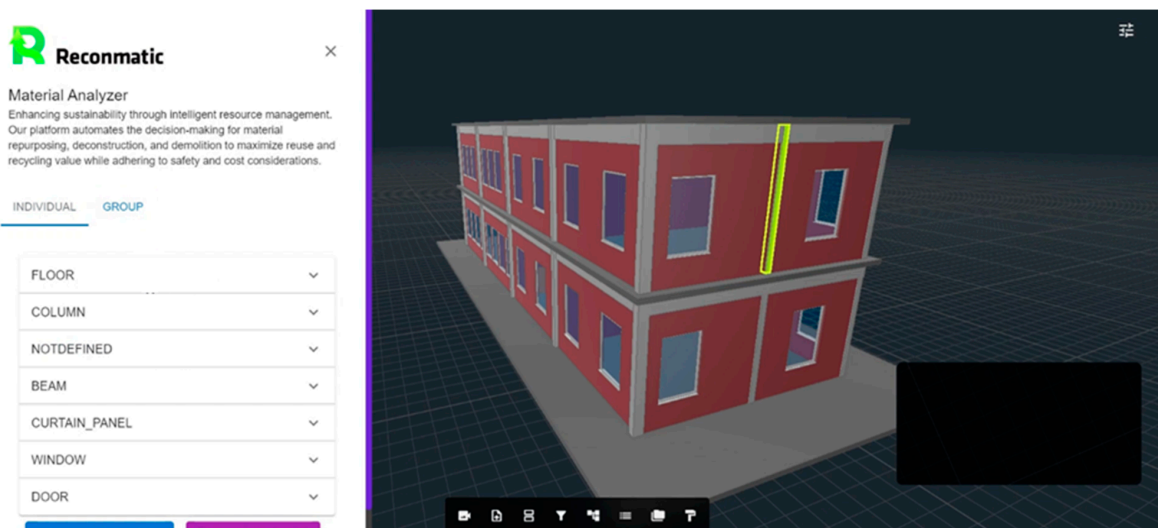 Reconmatic
Material Analyzer
Enhancing sustainability through intelligent resource management.
Our platform automates the decision-making for material
repurposing, deconstruction, and demolition to maximize reuse and
recycling value while adhering to safety and cost considerations.
INDIVIDUAL GROUP
FLOOR
COLUMN
NOTDEFINED
BEAM
CURTAIN_PANEL
WINDOW
DOOR